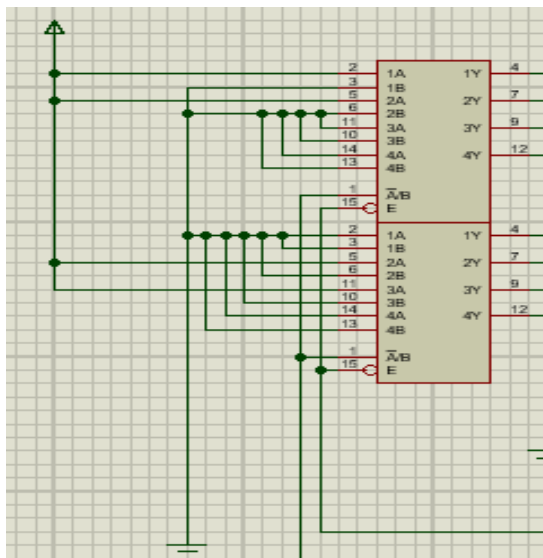 2 1A 1Y 4
3 1B
5 2A 2Y 7
6 2B
11 3A 3Y 9
10 3B
14 4A 4Y 12
13 4B
1 A̅/B
15 E
2 1A 1Y 4
3 1B
5 2A 2Y 7
6 2B
11 3A 3Y 9
10 3B
14 4A 4Y 12
13 4B
1 A̅/B
15 E